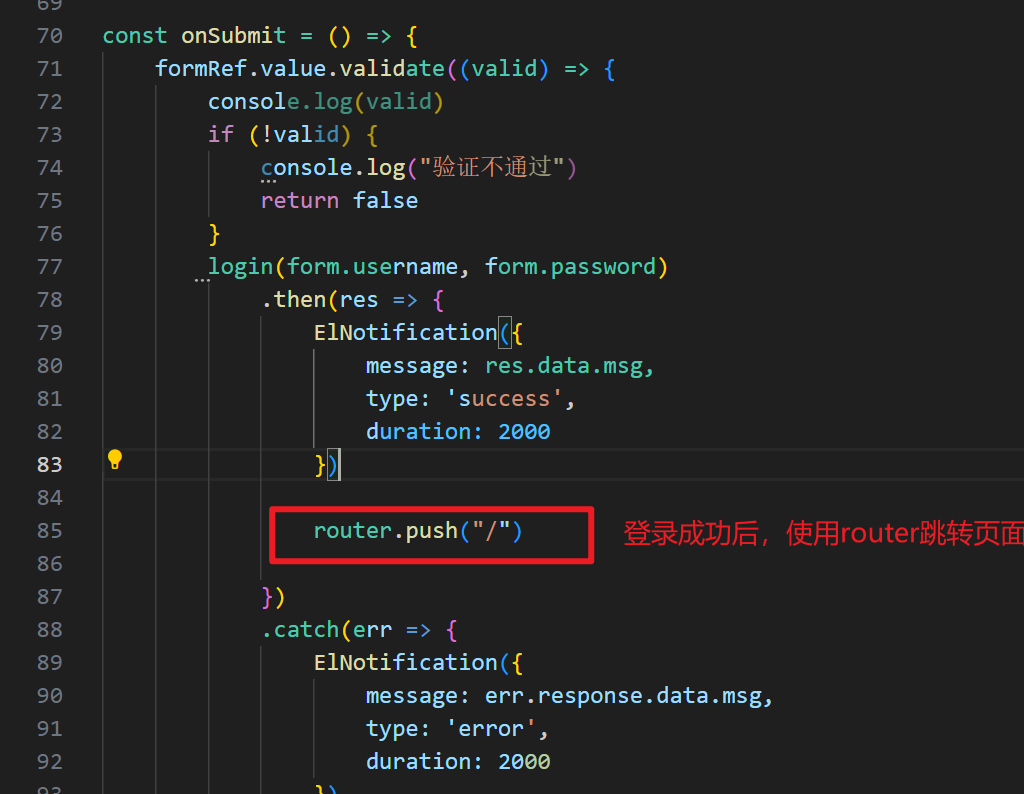 69
70 const onSubmit = () => {
71 formRef.value.validate((valid) => {
72 console.log(valid)
73 if (!valid) {
74 console.log("验证不通过")
75 return false
76 }
77 login(form.username, form.password)
78 .then(res => {
79 ElNotification({
80 message: res.data.msg,
81 type: 'success',
82 duration: 2000
83 })
84
85 router.push("/") 登录成功后，使用router跳转页面
86
87 })
88 .catch(err => {
89 ElNotification({
90 message: err.response.data.msg,
91 type: 'error',
92 duration: 2000
93 })